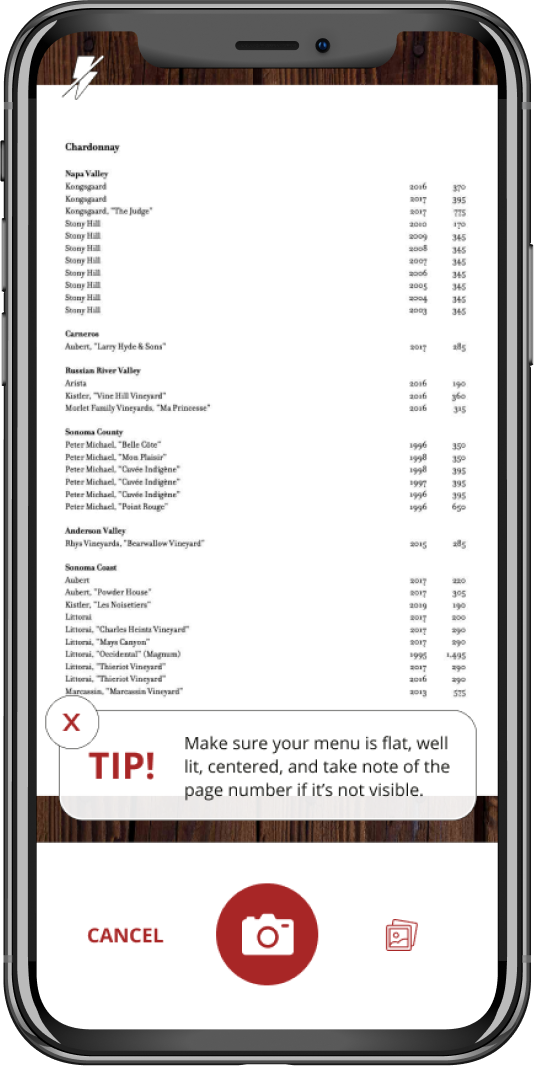 Chardonnay
Napa Valley
Kongsgaard 2016 370
Kongsgaard 2017 395
Kongsgaard, "The Judge" 2017 775
Stony Hill 2010 170
Stony Hill 2009 345
Stony Hill 2008 345
Stony Hill 2007 345
Stony Hill 2006 345
Stony Hill 2005 345
Stony Hill 2004 345
Stony Hill 2003 345
Carneros
Aubert, "Larry Hyde & Sons" 2017 285
Russian River Valley
Arista 2016 190
Kistler, "Vine Hill Vineyard" 2016 360
Morlet Family Vineyards, "Ma Princesse" 2016 315
Sonoma County
Peter Michael, "Belle Côte" 1996 350
Peter Michael, "Mon Plaisir" 1998 350
Peter Michael, "Cuvée Indigène" 1998 395
Peter Michael, "Cuvée Indigène" 1997 395
Peter Michael, "Cuvée Indigène" 1996 395
Peter Michael, "Point Rouge" 1996 650
Anderson Valley
Rhys Vineyards, "Bearwallow Vineyard" 2015 285
Sonoma Coast
Aubert 2017 220
Aubert, "Powder House" 2017 305
Kistler, "Les Noisetiers" 2019 190
Littorai 2017 200
Littorai, "Charles Heintz Vineyard" 2017 290
Littorai, "Mays Canyon" 2017 290
Littorai, "Occidental" (Magnum) 1995 1,495
Littorai, "Thieriot Vineyard" 2017 290
Littorai, "Thieriot Vineyard" 2016 290
Marcassin, "Marcassin Vineyard" 2013 575
X
TIP!
Make sure your menu is flat, well
lit, centered, and take note of the
page number if it's not visible.
CANCEL